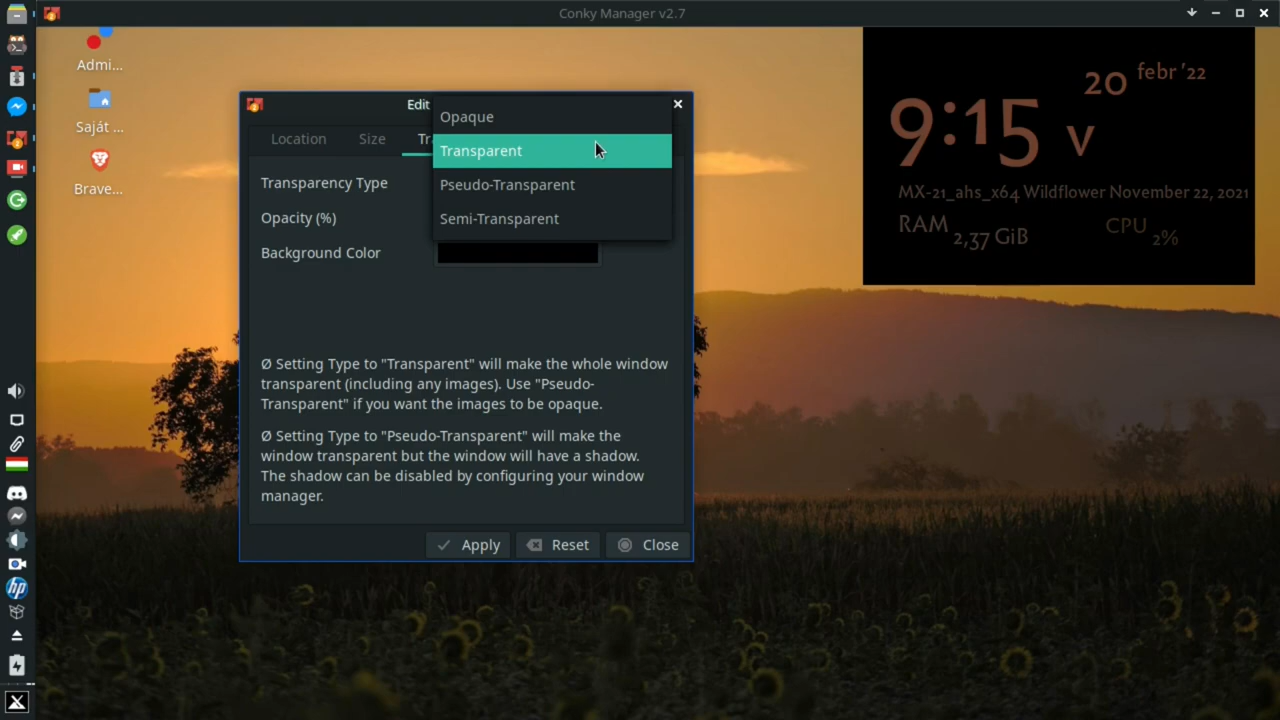 Conky Manager v2.7
Admi...
Saját ...
Brave...
Edit
Location
Size
Tr
Opaque
Transparent
Pseudo-Transparent
Semi-Transparent
Transparency Type
Opacity (%)
Background Color
Ø Setting Type to "Transparent" will make the whole window
transparent (including any images). Use "Pseudo-
Transparent" if you want the images to be opaque.
Ø Setting Type to "Pseudo-Transparent" will make the
window transparent but the window will have a shadow.
The shadow can be disabled by configuring your window
manager.
Apply
Reset
Close
9:15
20
febr '22
v
MX-21_ahs_x64 Wildflower November 22, 2021
RAM
2,37 GiB
CPU
2%
hp